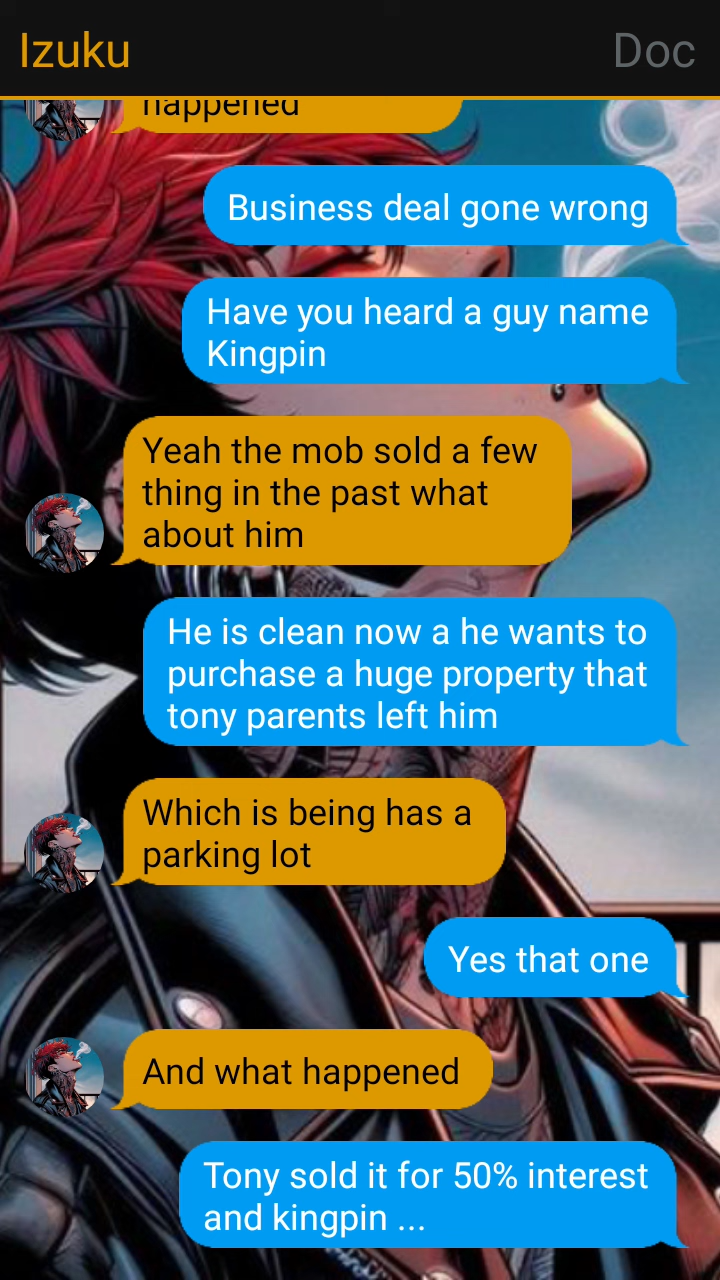 Izuku
Doc
happened
Business deal gone wrong
Have you heard a guy name
Kingpin
Yeah the mob sold a few
thing in the past what
about him
He is clean now a he wants to
purchase a huge property that
tony parents left him
Which is being has a
parking lot
Yes that one
And what happened
Tony sold it for 50% interest
and kingpin ...